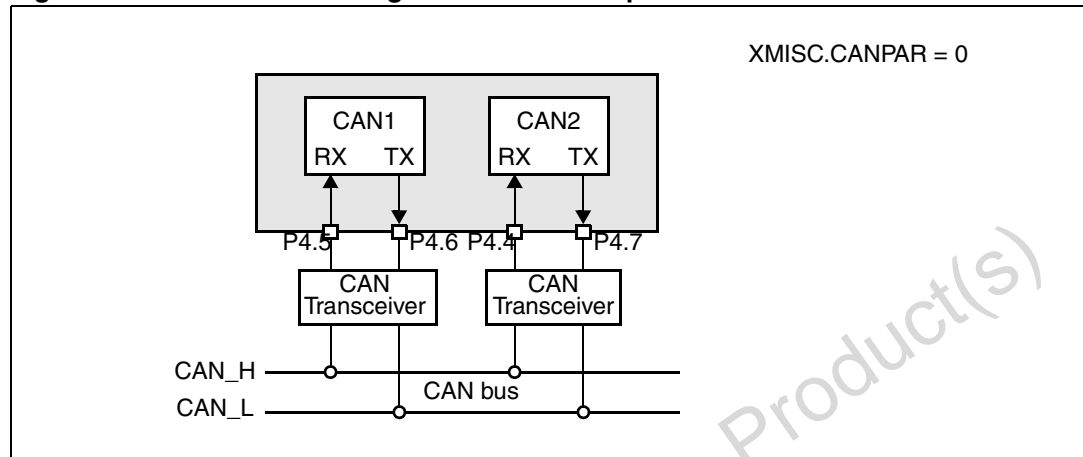 XMISC.CANPAR = 0
CAN1
CAN2
RX TX
RX TX
P4.5
P4.6
P4.4
P4.7
CAN
Transceiver
CAN
Transceiver
CAN_H
CAN bus
CAN_L
Product(s)